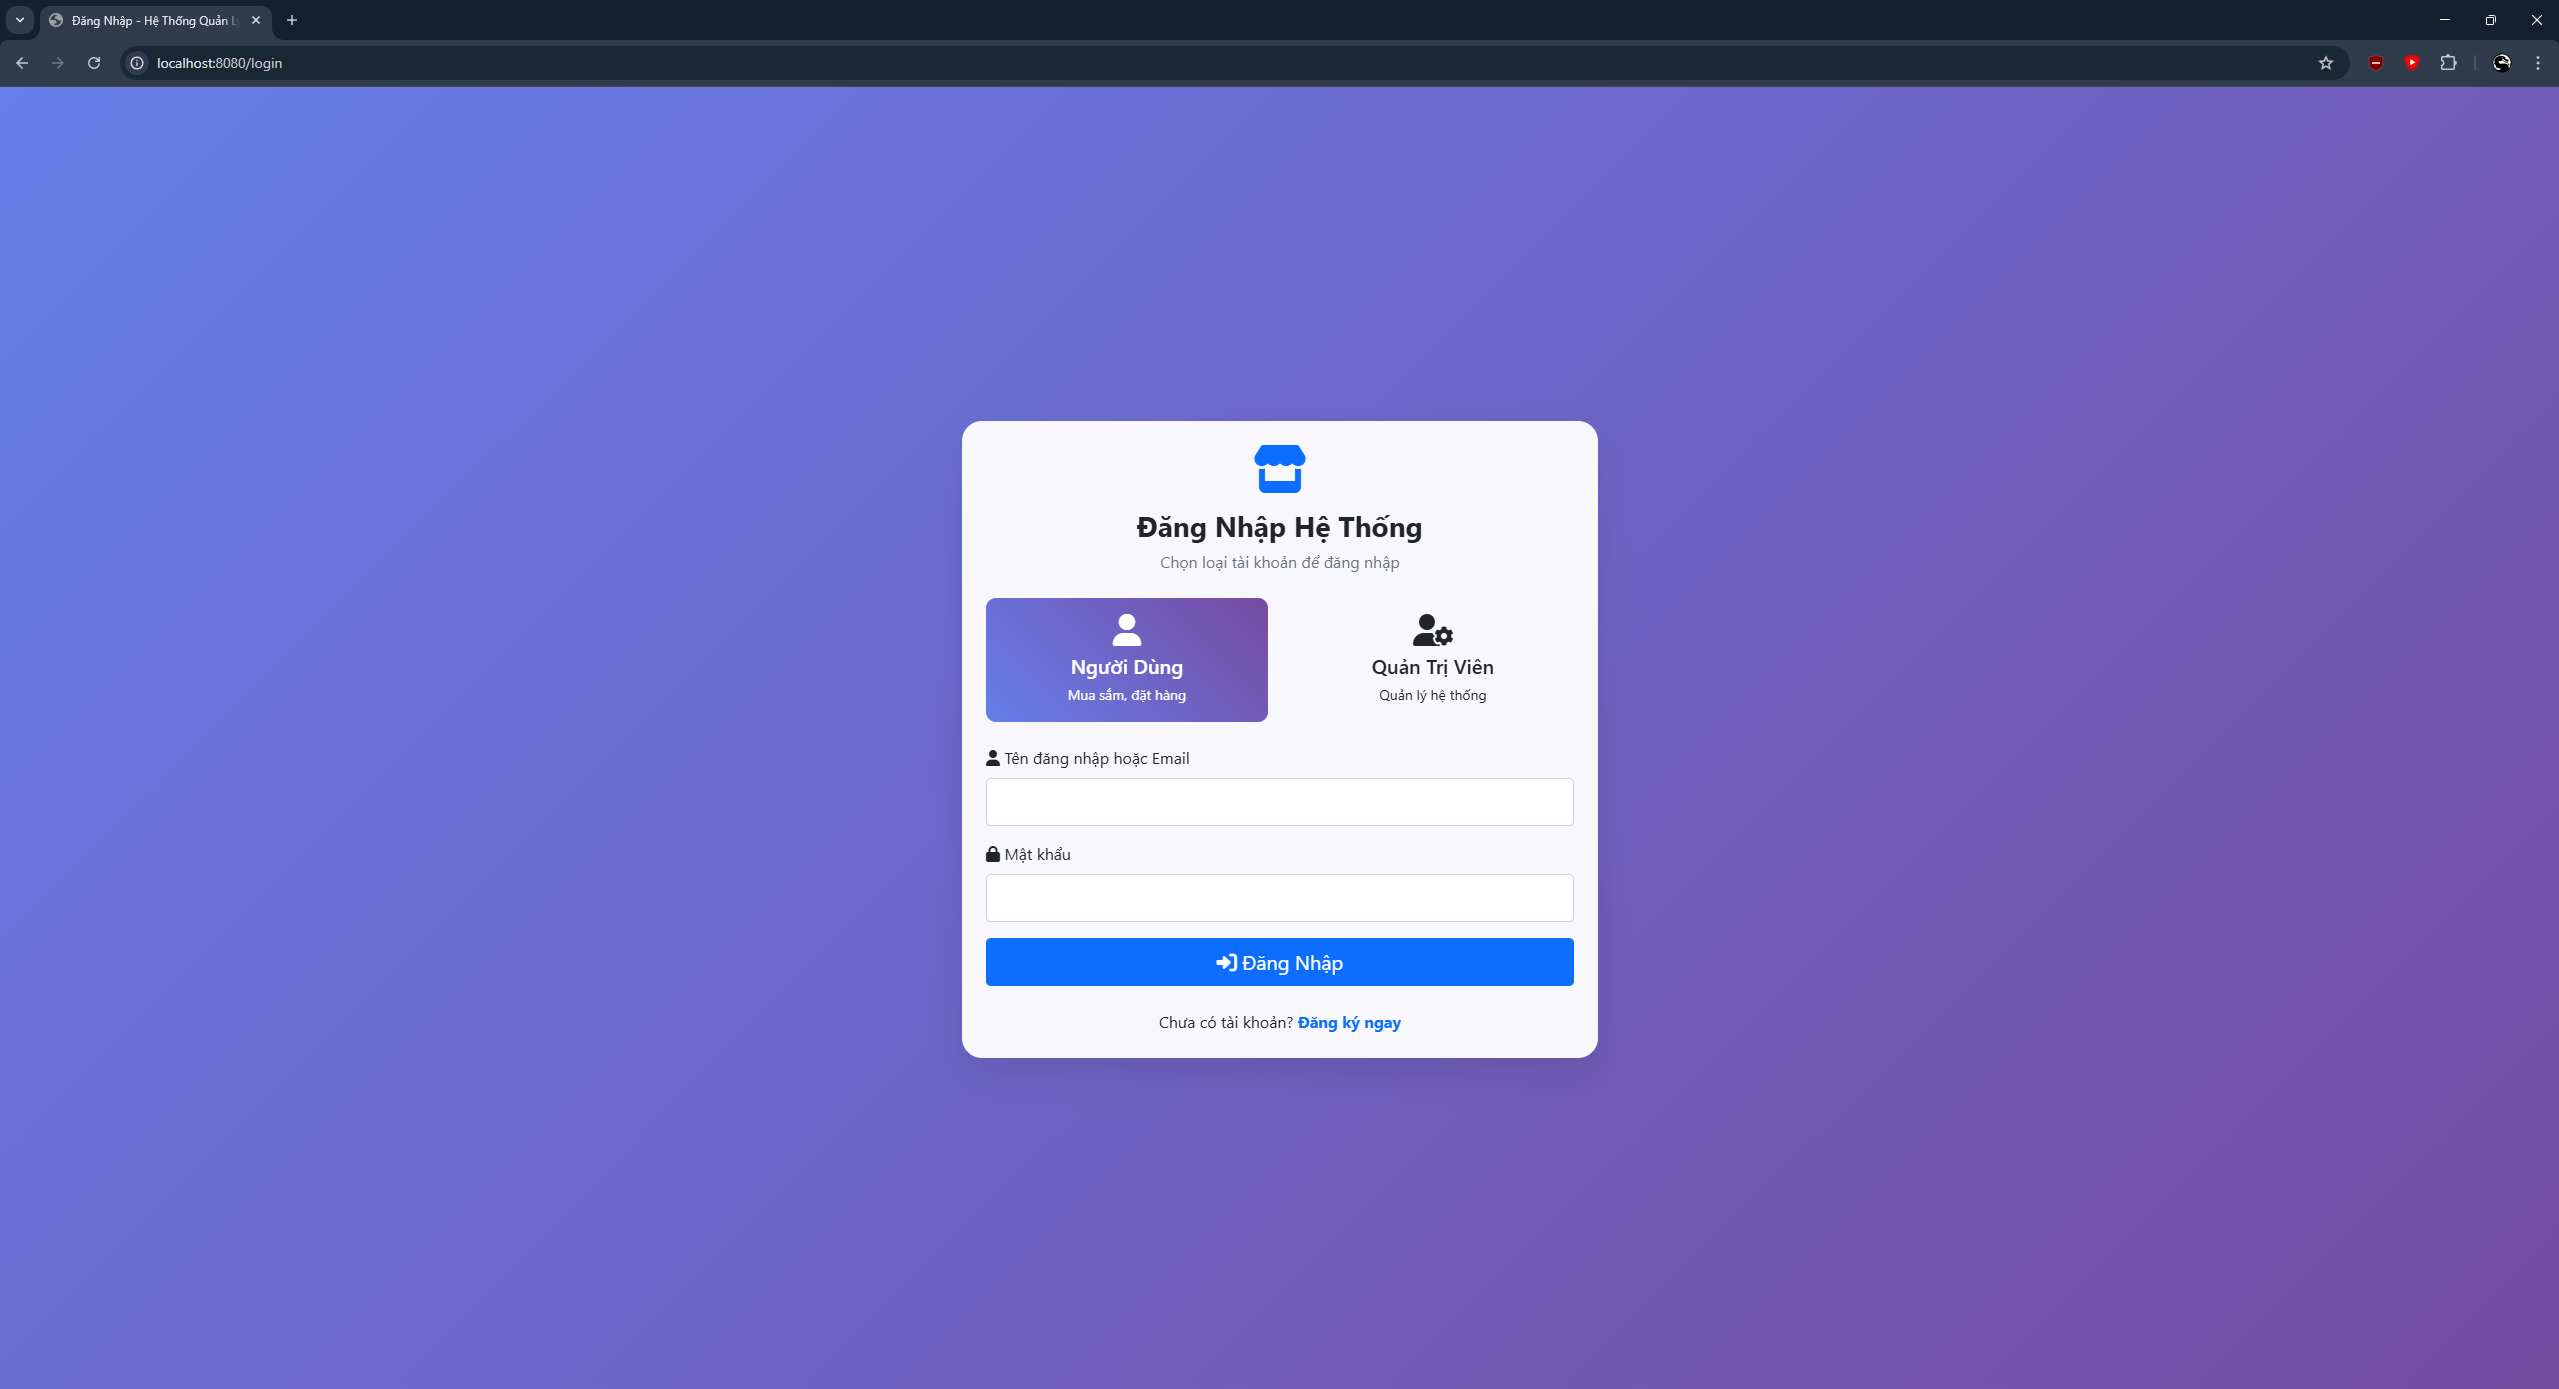 Đăng Nhập - Hệ Thống Quản
localhost:8080/login
Đăng Nhập Hệ Thống
Chọn loại tài khoản để đăng nhập
Người Dùng
Mua sắm, đặt hàng
Quản Trị Viên
Quản lý hệ thống
Tên đăng nhập hoặc Email
Mật khẩu
Đăng Nhập
Chưa có tài khoản? Đăng ký ngay